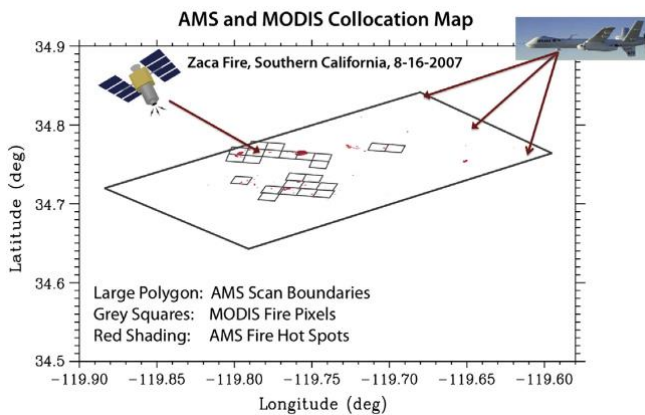 AMS and MODIS Collocation Map
34.9
Zaca Fire, Southern California, 8-16-2007
34.8
34.7
34.6
34.5
Latitude (deg)
Large Polygon: AMS Scan Boundaries
Grey Squares: MODIS Fire Pixels
Red Shading: AMS Fire Hot Spots
-119.90 -119.85 -119.80 -119.75 -119.70 -119.65 -119.60
Longitude (deg)